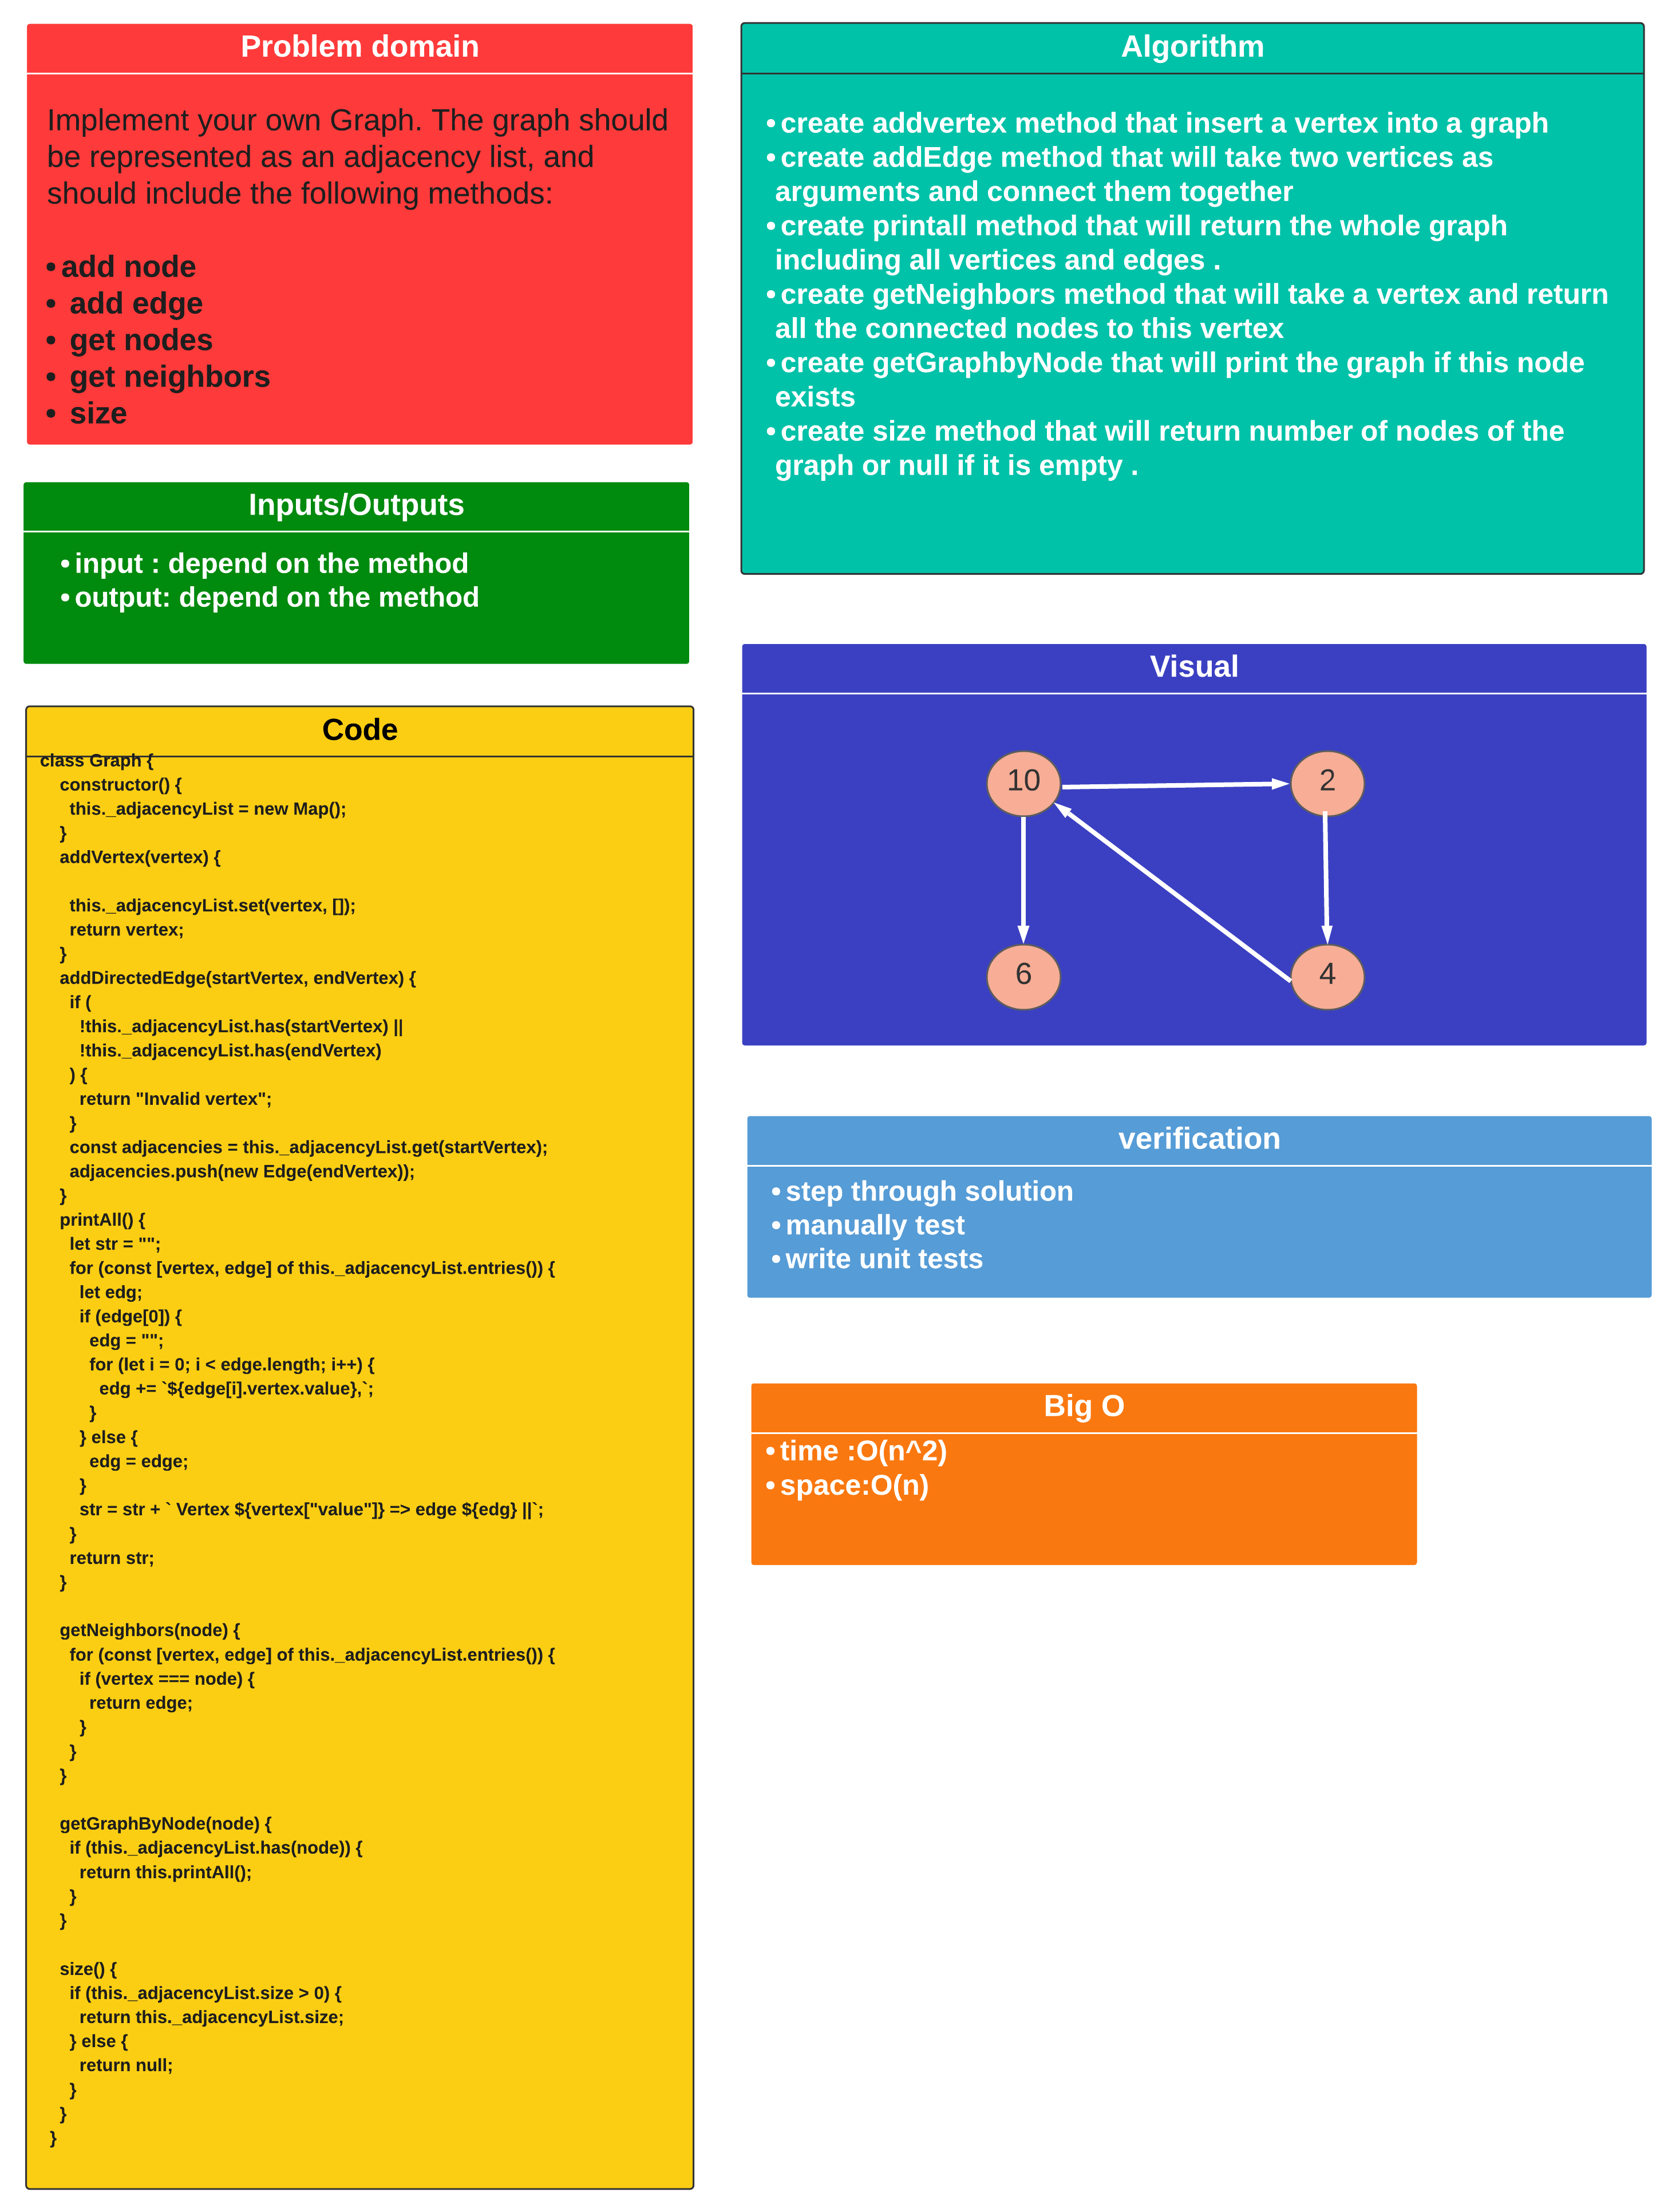 Problem domain
Implement your own Graph. The graph should
be represented as an adjacency list, and
should include the following methods:
• add node
• add edge
• get nodes
• get neighbors
• size
Inputs/Outputs
• input : depend on the method
• output: depend on the method
Code
class Graph {
constructor() {
this._adjacencyList = new Map();
}
addVertex(vertex) {
this._adjacencyList.set(vertex, []);
return vertex;
}
addDirectedEdge(startVertex, endVertex) {
if (
!this._adjacencyList.has(startVertex) ||
!this._adjacencyList.has(endVertex)
) {
return "Invalid vertex";
}
const adjacencies = this._adjacencyList.get(startVertex);
adjacencies.push(new Edge(endVertex));
}
printAll() {
let str = "";
for (const [vertex, edge] of this._adjacencyList.entries()) {
let edg;
if (edge[0]) {
edg = "";
for (let i = 0; i < edge.length; i++) {
edg += `${edge[i].vertex.value},`;
}
} else {
edg = edge;
}
str = str + ` Vertex ${vertex["value"]} => edge ${edg} ||`;
}
return str;
}
getNeighbors(node) {
for (const [vertex, edge] of this._adjacencyList.entries()) {
if (vertex === node) {
return edge;
}
}
}
getGraphByNode(node) {
if (this._adjacencyList.has(node)) {
return this.printAll();
}
}
size() {
if (this._adjacencyList.size > 0) {
return this._adjacencyList.size;
} else {
return null;
}
}
}
Algorithm
• create addvertex method that insert a vertex into a graph
• create addEdge method that will take two vertices as
arguments and connect them together
• create printall method that will return the whole graph
including all vertices and edges .
• create getNeighbors method that will take a vertex and return
all the connected nodes to this vertex
• create getGraphbyNode that will print the graph if this node
exists
• create size method that will return number of nodes of the
graph or null if it is empty .
Visual
10
2
6
4
verification
• step through solution
• manually test
• write unit tests
Big O
• time :O(n^2)
• space:O(n)